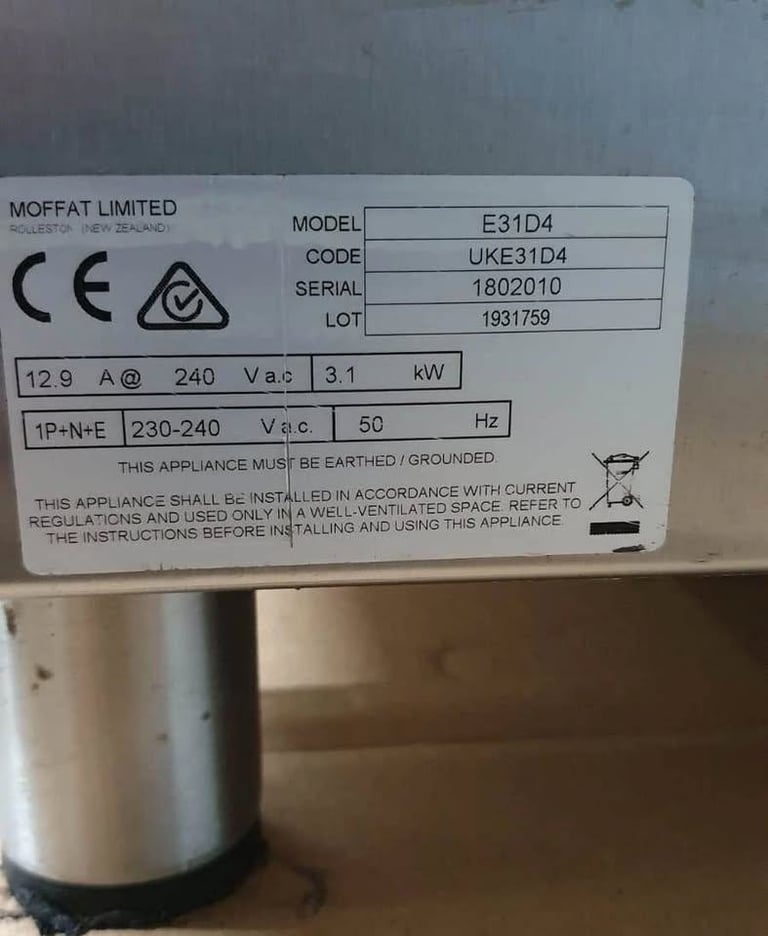 MOFFAT LIMITED
ROLLESTON (NEW ZEALAND)
CE
MODEL E31D4
CODE UKE31D4
SERIAL 1802010
LOT 1931759
12.9 A@ 240 V a.c 3.1 kW
1P+N+E 230-240 V a.c. 50 Hz
THIS APPLIANCE MUST BE EARTHED / GROUNDED.
THIS APPLIANCE SHALL BE INSTALLED IN ACCORDANCE WITH CURRENT
REGULATIONS AND USED ONLY IN A WELL-VENTILATED SPACE. REFER TO
THE INSTRUCTIONS BEFORE INSTALLING AND USING THIS APPLIANCE.